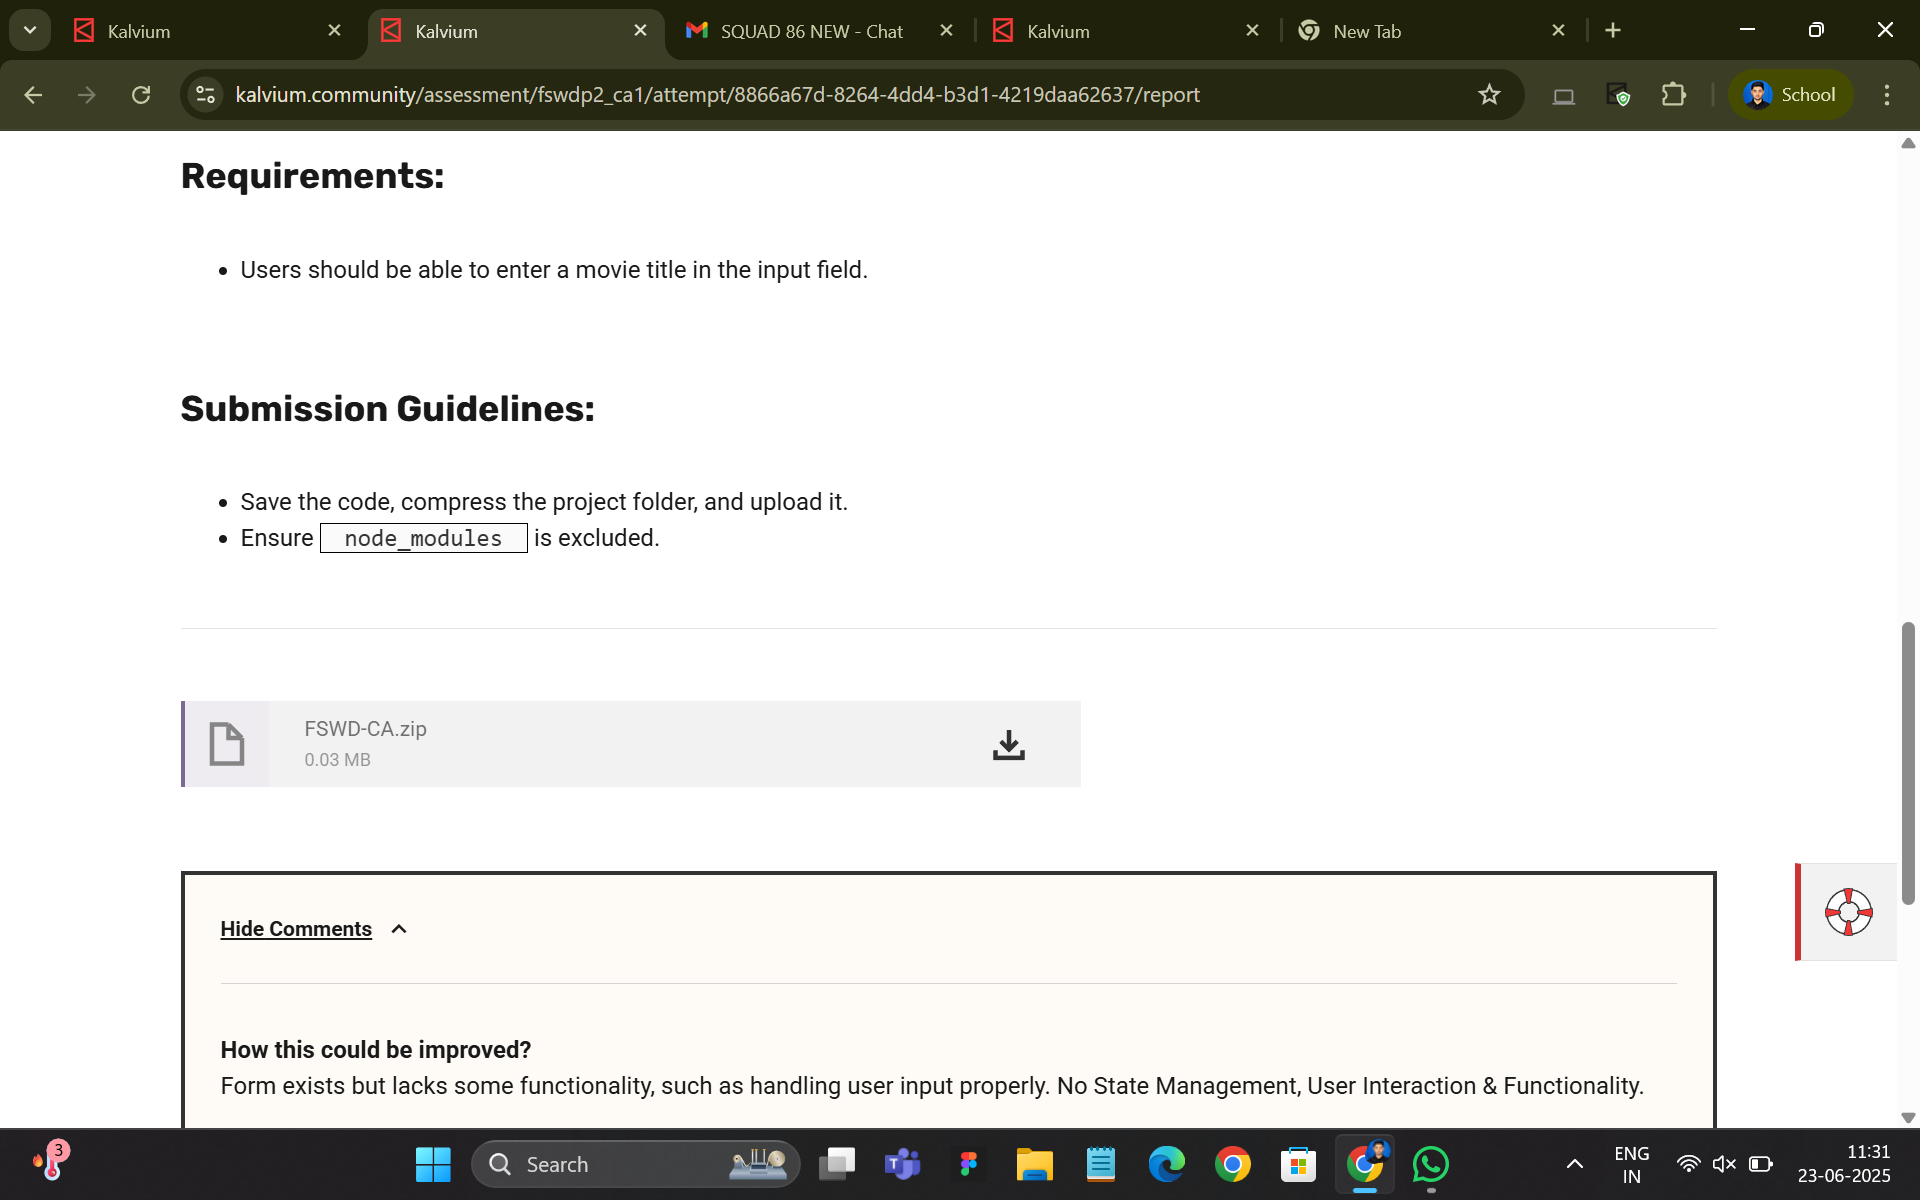 Kalvium
Kalvium
SQUAD 86 NEW - Chat
Kalvium
New Tab
kalvium.community/assessment/fswdp2_ca1/attempt/8866a67d-8264-4dd4-b3d1-4219daa62637/report
School
Requirements:
• Users should be able to enter a movie title in the input field.
Submission Guidelines:
• Save the code, compress the project folder, and upload it.
• Ensure node_modules is excluded.
FSWD-CA.zip
0.03 MB
Hide Comments
How this could be improved?
Form exists but lacks some functionality, such as handling user input properly. No State Management, User Interaction & Functionality.
3
Search
ENG
IN
11:31
23-06-2025